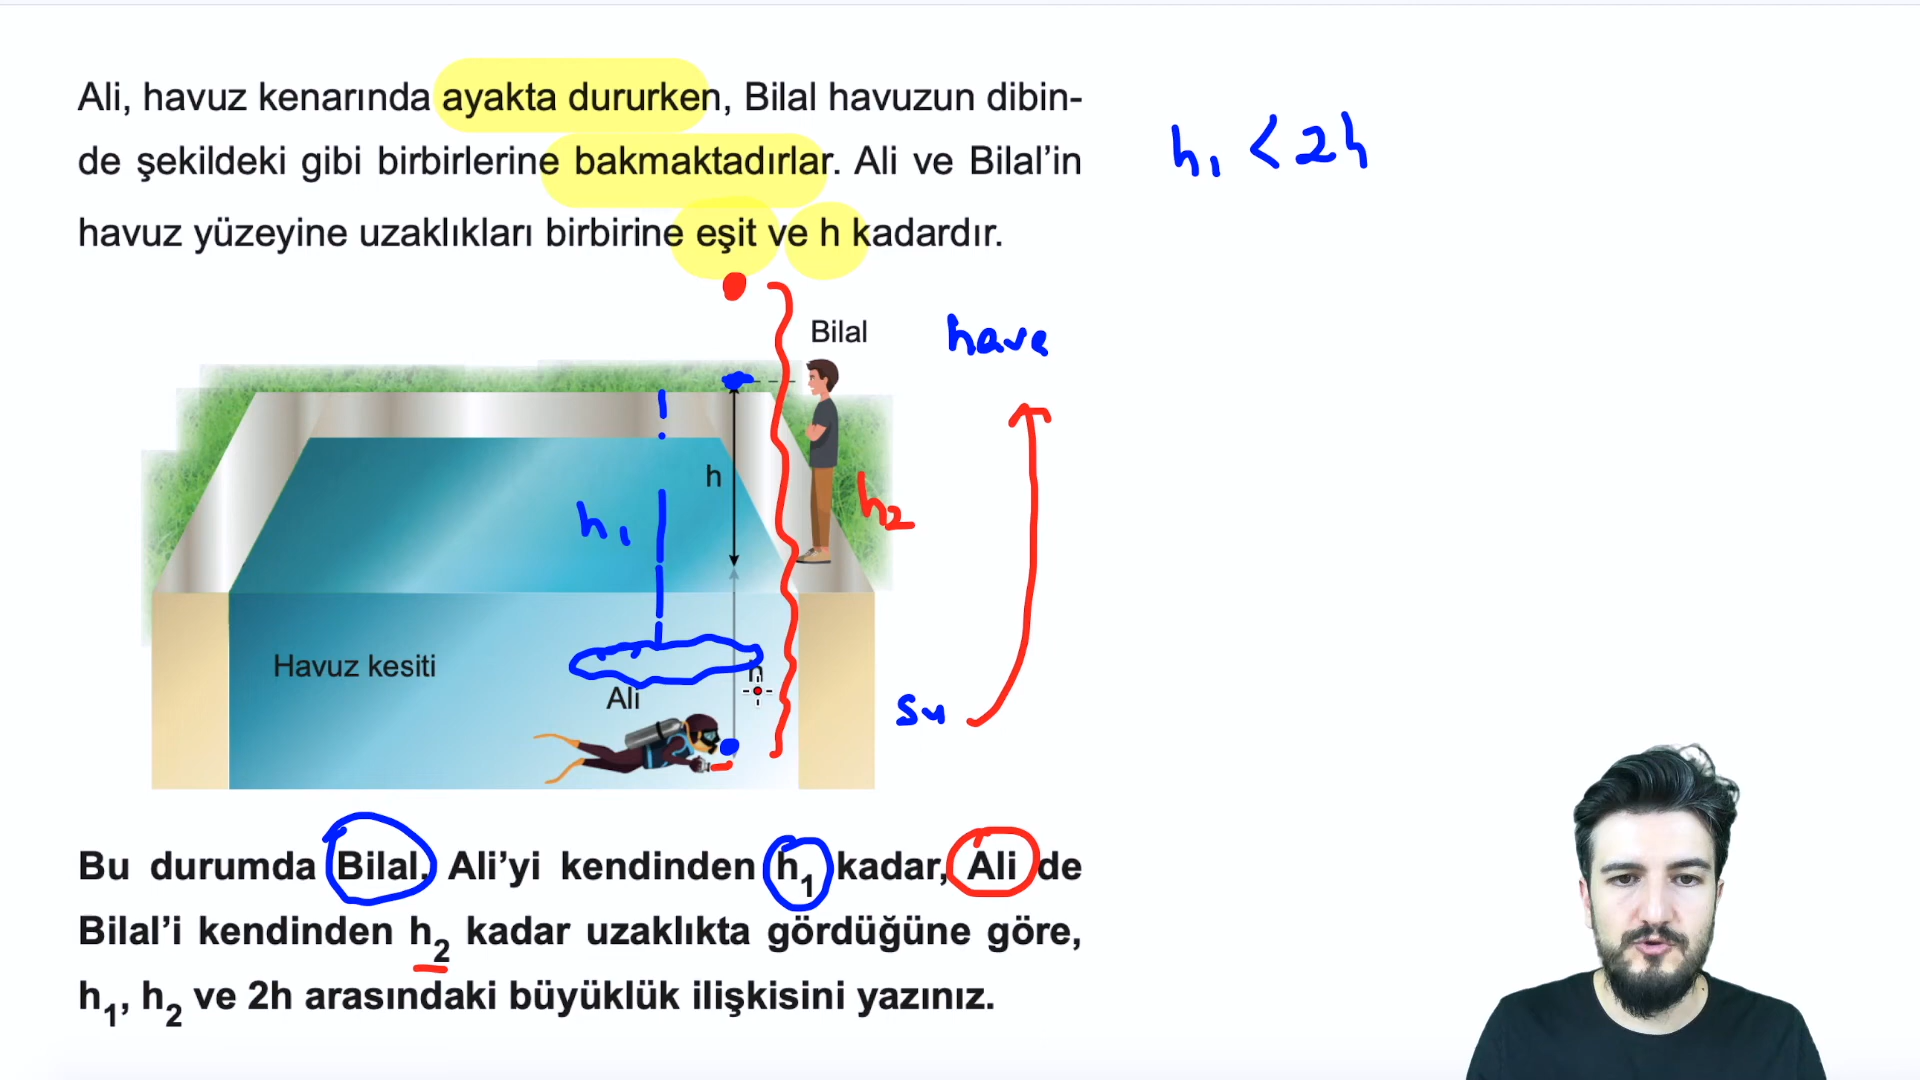 Ali, havuz kenarında ayakta dururken, Bilal havuzun dibin-
de şekildeki gibi birbirlerine bakmaktadırlar. Ali ve Bilal’in
havuz yüzeyine uzaklıkları birbirine eşit ve h kadardır.
h₁ < 2h
Bilal
hava
h
h₁
h₂
Havuz kesiti
h
Ali
su
Bu durumda Bilal, Ali’yi kendinden h₁ kadar, Ali de
Bilal’i kendinden h₂ kadar uzaklıkta gördüğüne göre,
h₁, h₂ ve 2h arasındaki büyüklük ilişkisini yazınız.